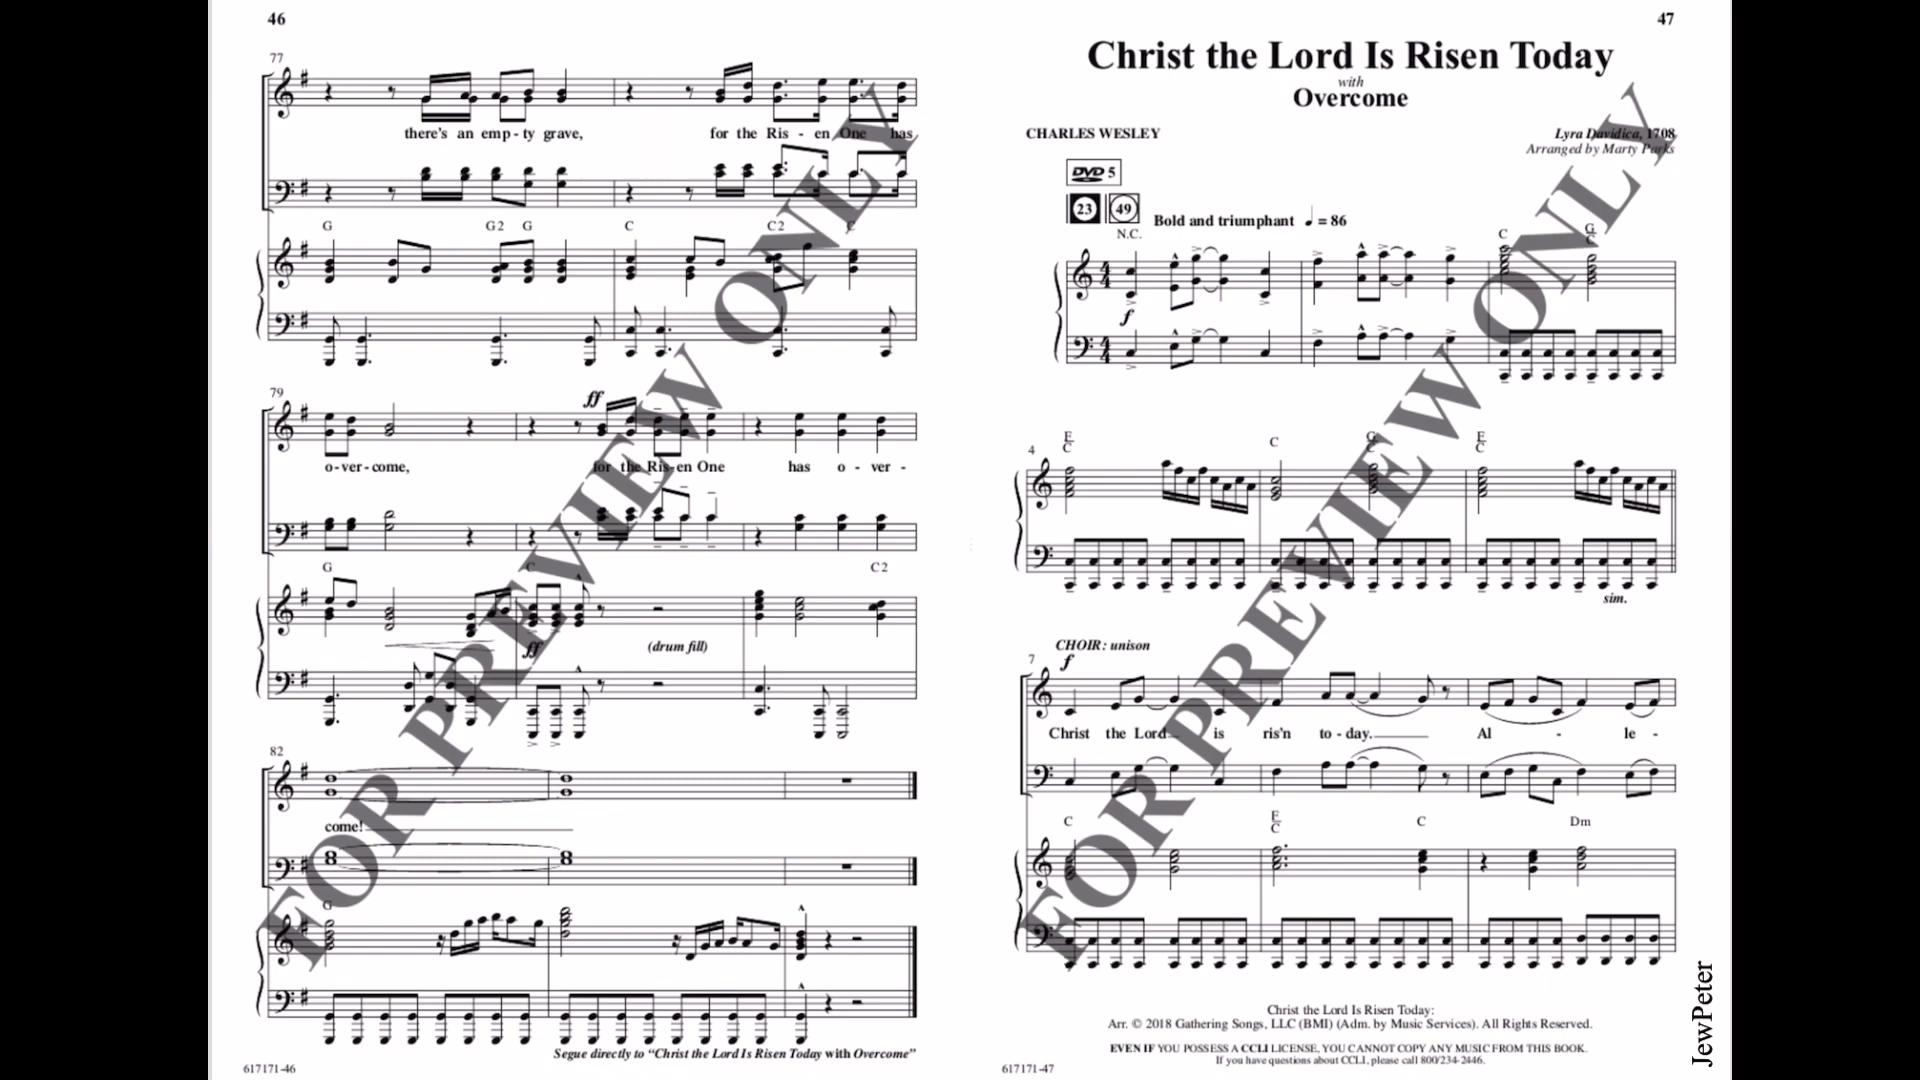 46
77
there's an emp - ty grave, for the Ris - en One has
G G2 G C C2 C
79
ff
o - ver - come, for the Ris - en One has o - ver -
G C C2
ff (drum fill)
82
come!
G
Segue directly to “Christ the Lord Is Risen Today with Overcome”
617171-46
47
Christ the Lord Is Risen Today
with
Overcome
CHARLES WESLEY
Lyra Davidica, 1708
Arranged by Marty Parks
DVD 5
23 49 Bold and triumphant = 86
N.C. C G/C
f
4
F/C C G/C F/C
sim.
CHOIR: unison
7 f
Christ the Lord is ris'n to - day. Al - le -
C F/C C Dm
Christ the Lord Is Risen Today:
Arr. © 2018 Gathering Songs, LLC (BMI) (Adm. by Music Services). All Rights Reserved.
EVEN IF YOU POSSESS A CCLI LICENSE, YOU CANNOT COPY ANY MUSIC FROM THIS BOOK.
If you have questions about CCLI, please call 800/234-2446.
617171-47
FOR PREVIEW ONLY
FOR PREVIEW ONLY
JewPeter